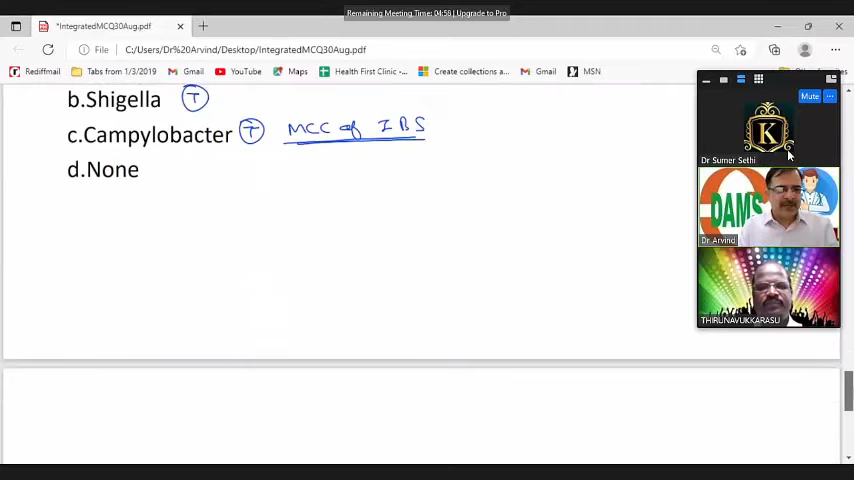 Remaining Meeting Time: 04:58 | Upgrade to Pro
*IntegratedMCQ30Aug.pdf
File C:/Users/Dr%20Arvind/Desktop/IntegratedMCQ30Aug.pdf
Rediffmail Tabs from 1/3/2019 Gmail YouTube Maps Health First Clinic -... Create collections a... Gmail MSN
b.Shigella T
c.Campylobacter T MCC of IBS
d.None
Mute
K
Dr Sumer Sethi
DAMS
Dr Arvind
THIRUNAVUKKARASU